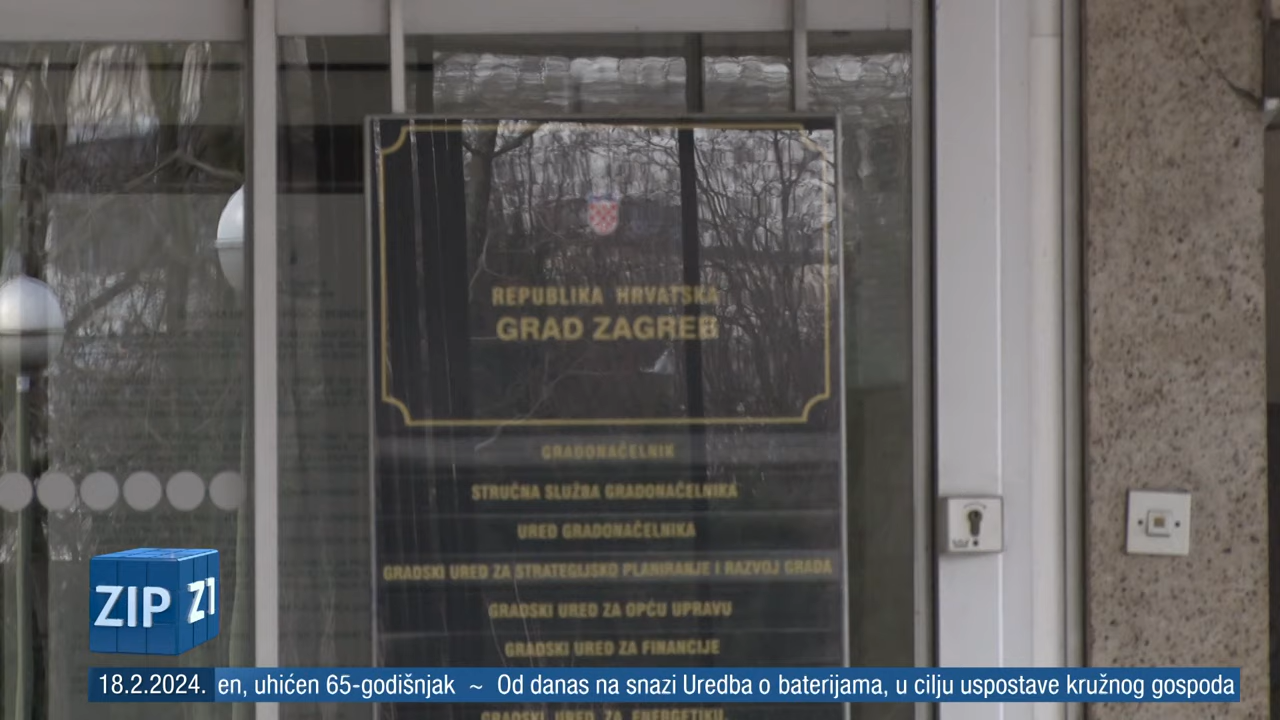 REPUBLIKA HRVATSKA
GRAD ZAGREB
GRADONAČELNIK
STRUČNA SLUŽBA GRADONAČELNIKA
URED GRADONAČELNIKA
GRADSKI URED ZA STRATEGIJSKO PLANIRANJE I RAZVOJ GRADA
GRADSKI URED ZA OPĆU UPRAVU
GRADSKI URED ZA FINANCIJE
GRADSKI URED ZA ENERGETIKU,
ZIP Z1
18.2.2024. en, uhićen 65-godišnjak ~ Od danas na snazi Uredba o baterijama, u cilju uspostave kružnog gospoda